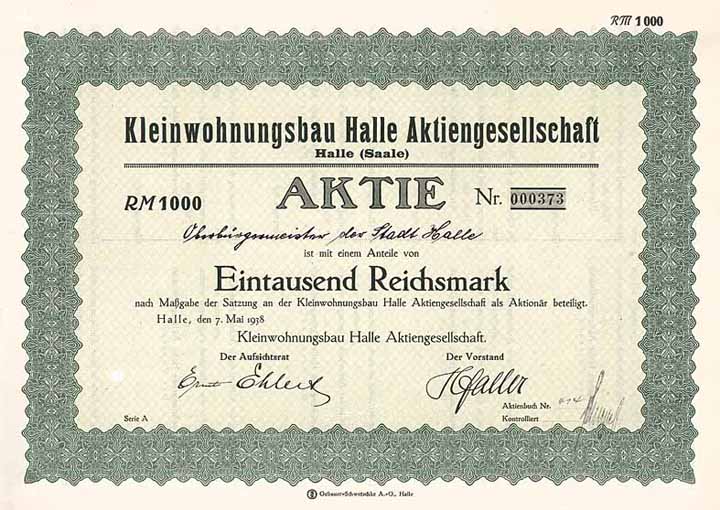 RM 1000
Kleinwohnungsbau Halle Aktiengesellschaft
Halle (Saale)
RM 1000 AKTIE Nr. 000373
Oberbürgermeister der Stadt Halle
ist mit einem Anteile von
Eintausend Reichsmark
nach Maßgabe der Satzung an der Kleinwohnungsbau Halle Aktiengesellschaft als Aktionär beteiligt.
Halle, den 7. Mai 1938
Kleinwohnungsbau Halle Aktiengesellschaft.
Der Aufsichtsrat Der Vorstand
Ernst Ehlert
Aktienbuch Nr.
Serie A Kontrolliert
Gebauer-Schwetschke A.-G., Halle